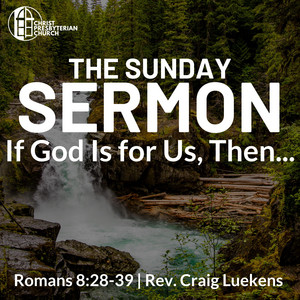 CHRIST
PRESBYTERIAN
CHURCH
THE SUNDAY
SERMON
If God Is for Us, Then...
Romans 8:28-39 | Rev. Craig Luekens